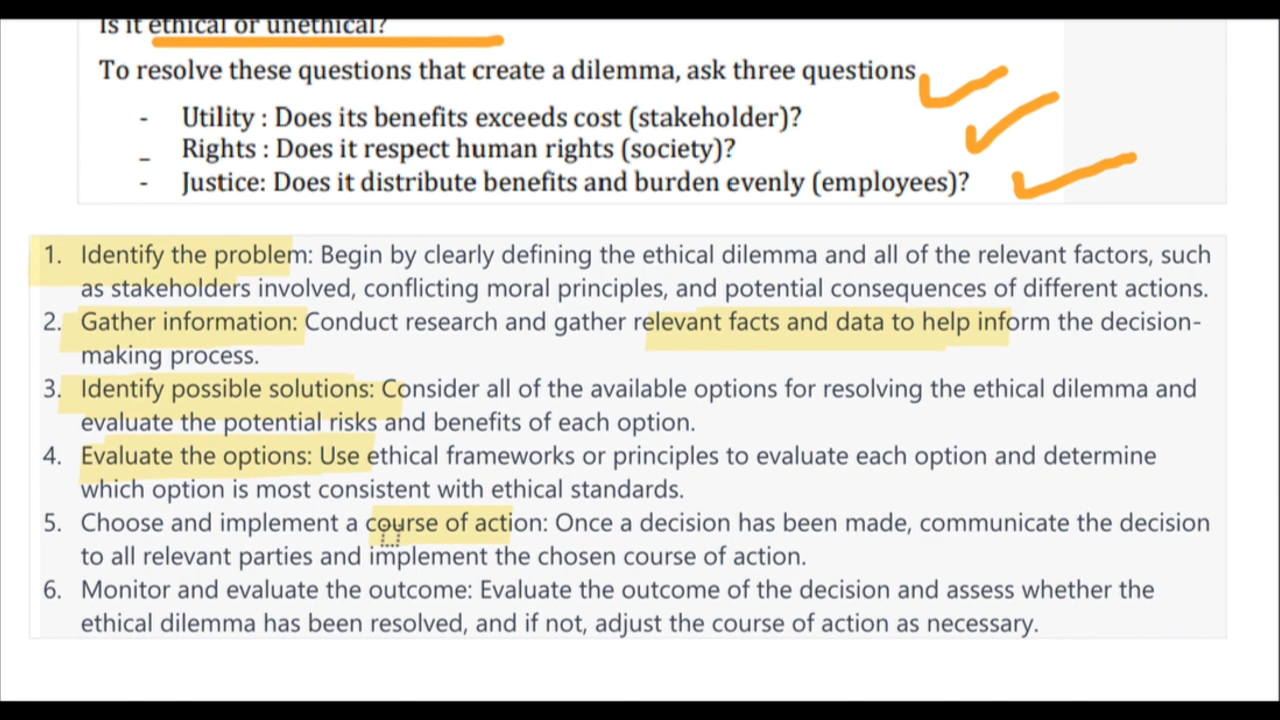 Is it ethical or unethical?
To resolve these questions that create a dilemma, ask three questions
- Utility : Does its benefits exceeds cost (stakeholder)?
- Rights : Does it respect human rights (society)?
- Justice: Does it distribute benefits and burden evenly (employees)?
1. Identify the problem: Begin by clearly defining the ethical dilemma and all of the relevant factors, such
as stakeholders involved, conflicting moral principles, and potential consequences of different actions.
2. Gather information: Conduct research and gather relevant facts and data to help inform the decision-
making process.
3. Identify possible solutions: Consider all of the available options for resolving the ethical dilemma and
evaluate the potential risks and benefits of each option.
4. Evaluate the options: Use ethical frameworks or principles to evaluate each option and determine
which option is most consistent with ethical standards.
5. Choose and implement a course of action: Once a decision has been made, communicate the decision
to all relevant parties and implement the chosen course of action.
6. Monitor and evaluate the outcome: Evaluate the outcome of the decision and assess whether the
ethical dilemma has been resolved, and if not, adjust the course of action as necessary.